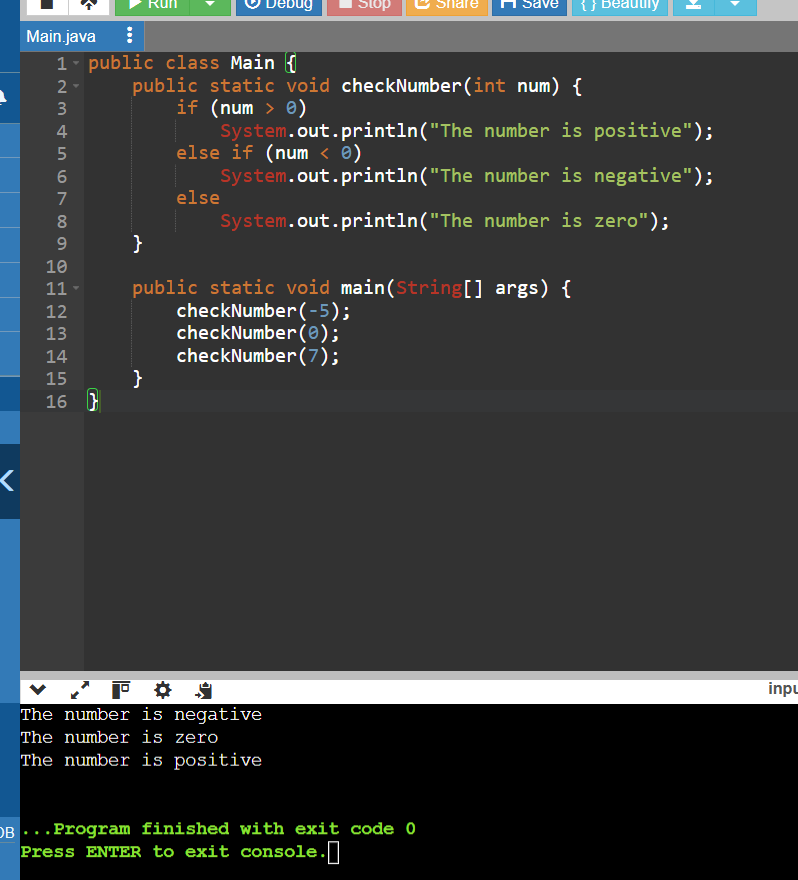 Run Debug Stop Share Save { } Beautify
Main.java
1 public class Main {
2 public static void checkNumber(int num) {
3 if (num > 0)
4 System.out.println("The number is positive");
5 else if (num < 0)
6 System.out.println("The number is negative");
7 else
8 System.out.println("The number is zero");
9 }
10
11 public static void main(String[] args) {
12 checkNumber(-5);
13 checkNumber(0);
14 checkNumber(7);
15 }
16 }
inpu
The number is negative
The number is zero
The number is positive
...Program finished with exit code 0
Press ENTER to exit console.